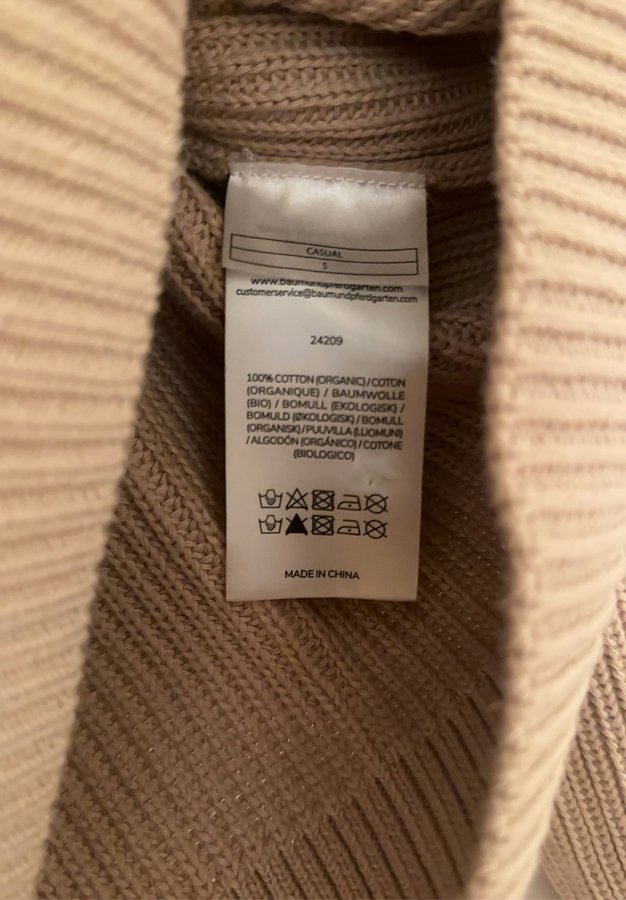 CASUAL
S
www.baumundpferdgarten.com
customerservice@baumundpferdgarten.com
24209
100% COTTON (ORGANIC) / COTON
(ORGANIQUE) / BAUMWOLLE
(BIO) / BOMULL (EKOLOGISK) /
BOMULD (ØKOLOGISK) / BOMULL
(ORGANISK) / PUUVILLA (LUOMUNI)
/ ALGODÓN (ORGÁNICO) / COTONE
(BIOLOGICO)
MADE IN CHINA